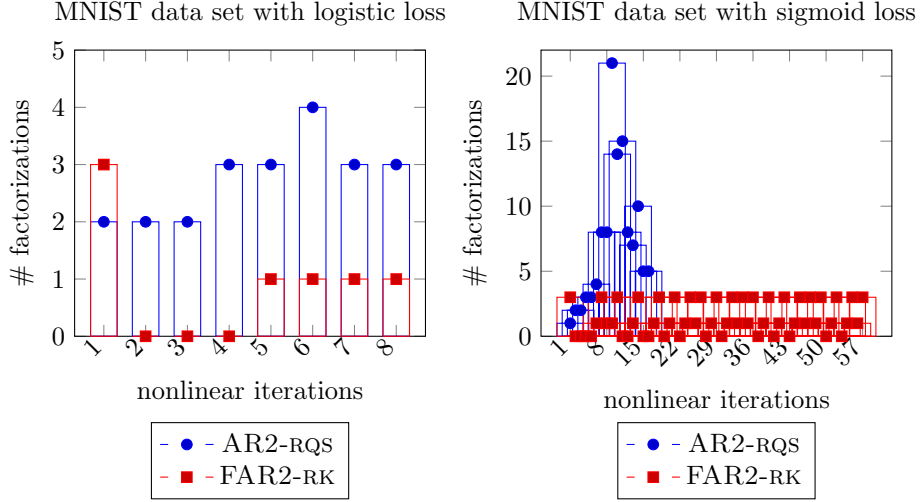 MNIST data set with logistic loss
5
4
3
2
1
0
# factorizations
1 2 3 4 5 6 7 8
nonlinear iterations
AR2-RQS
FAR2-RK
MNIST data set with sigmoid loss
20
15
10
5
0
# factorizations
1 8 15 22 29 36 43 50 57
nonlinear iterations
AR2-RQS
FAR2-RK